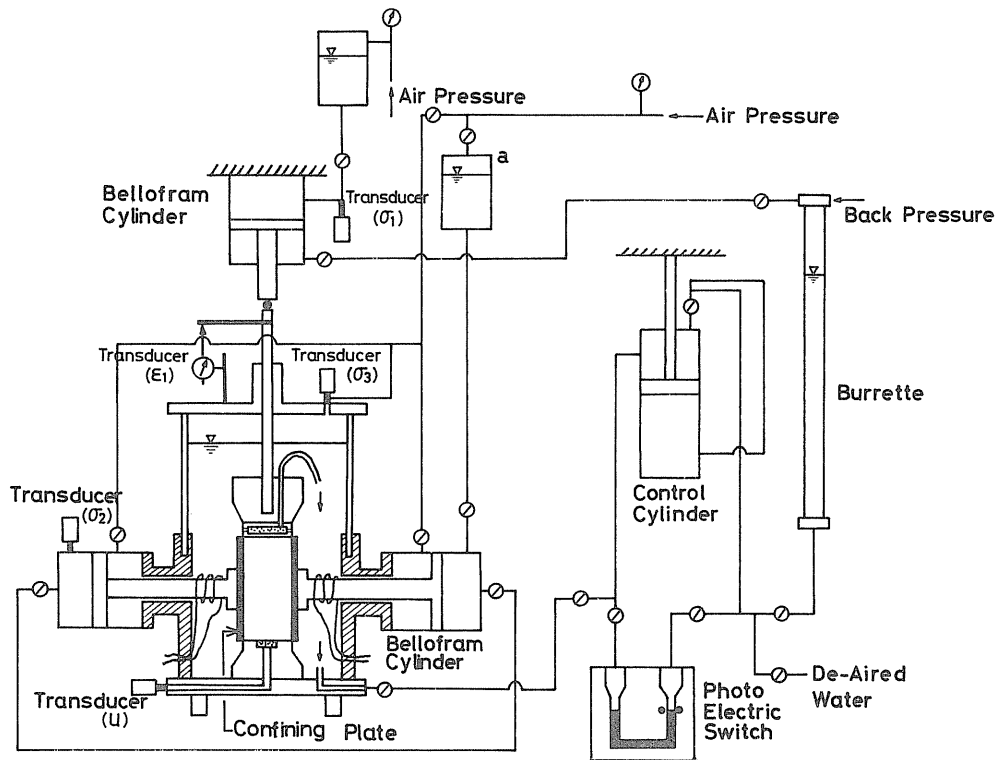 Air Pressure
Air Pressure
a
Bellofram
Cylinder
Transducer
(σ1)
Back Pressure
Transducer
(ε1)
Transducer
(σ3)
Burrette
Control
Cylinder
Transducer
(σ2)
Bellofram
Cylinder
Transducer
(u)
Confining Plate
Photo
Electric
Switch
De-Aired
Water